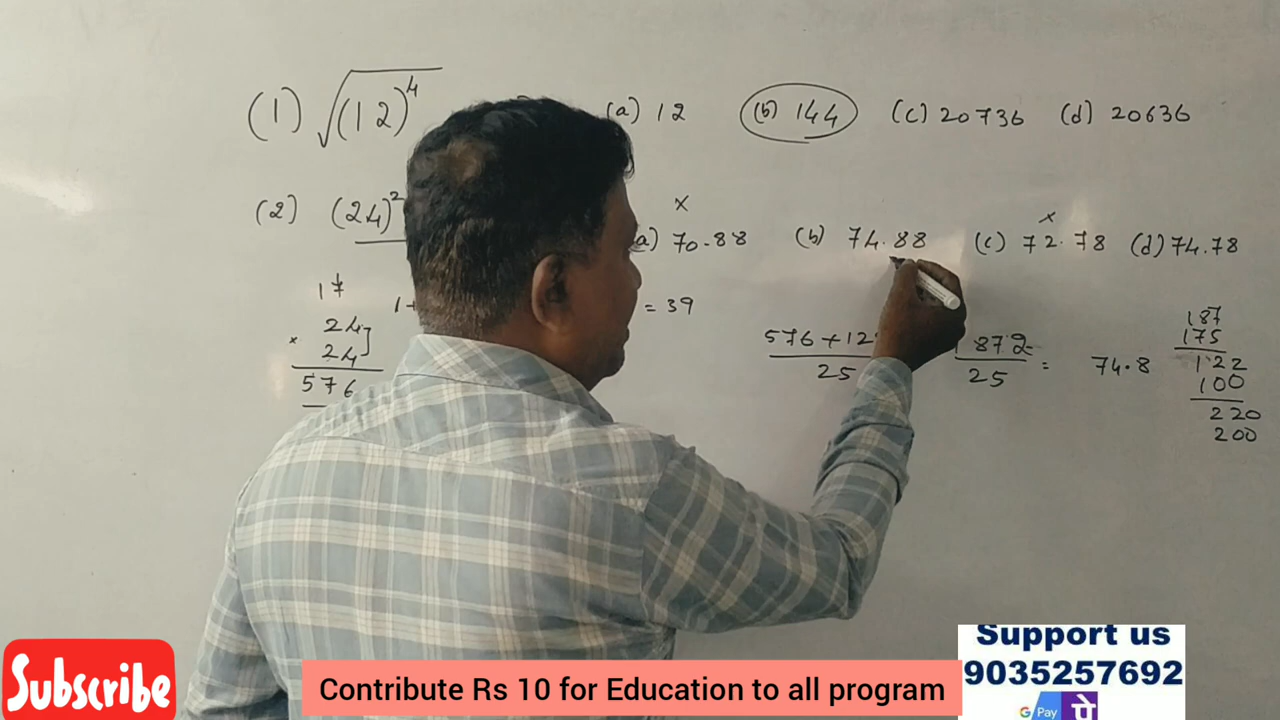 (1) √(12)⁴ (a) 12 (b) 144 (c) 20736 (d) 20636
(2) (24)² a) 70.88 (b) 74.88 (c) 72.78 (d) 74.78
×
×
17
24
× 24
576
1+
= 39
576 + 12
25
872
25
= 74.8
187
175
122
100
220
200
Subscribe
Contribute Rs 10 for Education to all program
Support us
9035257692
G Pay पे